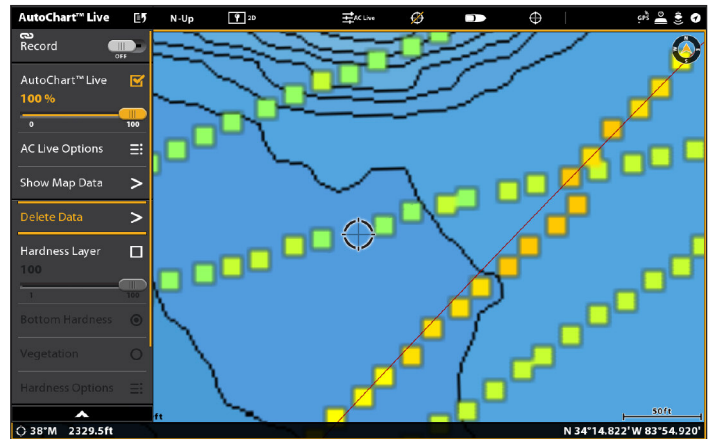 AutoChart™ Live N-Up 2D AC Live GPS
Record
OFF
AutoChart™ Live
100 %
0 100
AC Live Options
Show Map Data >
Delete Data >
Hardness Layer
100
1 100
Bottom Hardness
Vegetation
Hardness Options
ft
50ft
38°M 2329.5ft N 34°14.822' W 83°54.920'